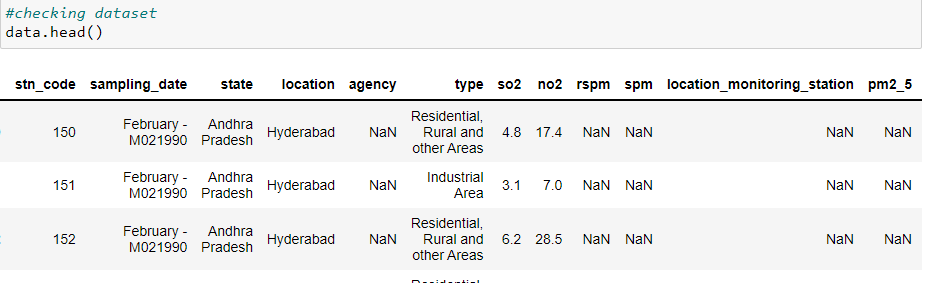 #checking dataset
data.head()
stn_code sampling_date state location agency type so2 no2 rspm spm location_monitoring_station pm2_5
150 February - M021990 Andhra Pradesh Hyderabad NaN Residential, Rural and other Areas 4.8 17.4 NaN NaN NaN NaN
151 February - M021990 Andhra Pradesh Hyderabad NaN Industrial Area 3.1 7.0 NaN NaN NaN NaN
152 February - M021990 Andhra Pradesh Hyderabad NaN Residential, Rural and other Areas 6.2 28.5 NaN NaN NaN NaN